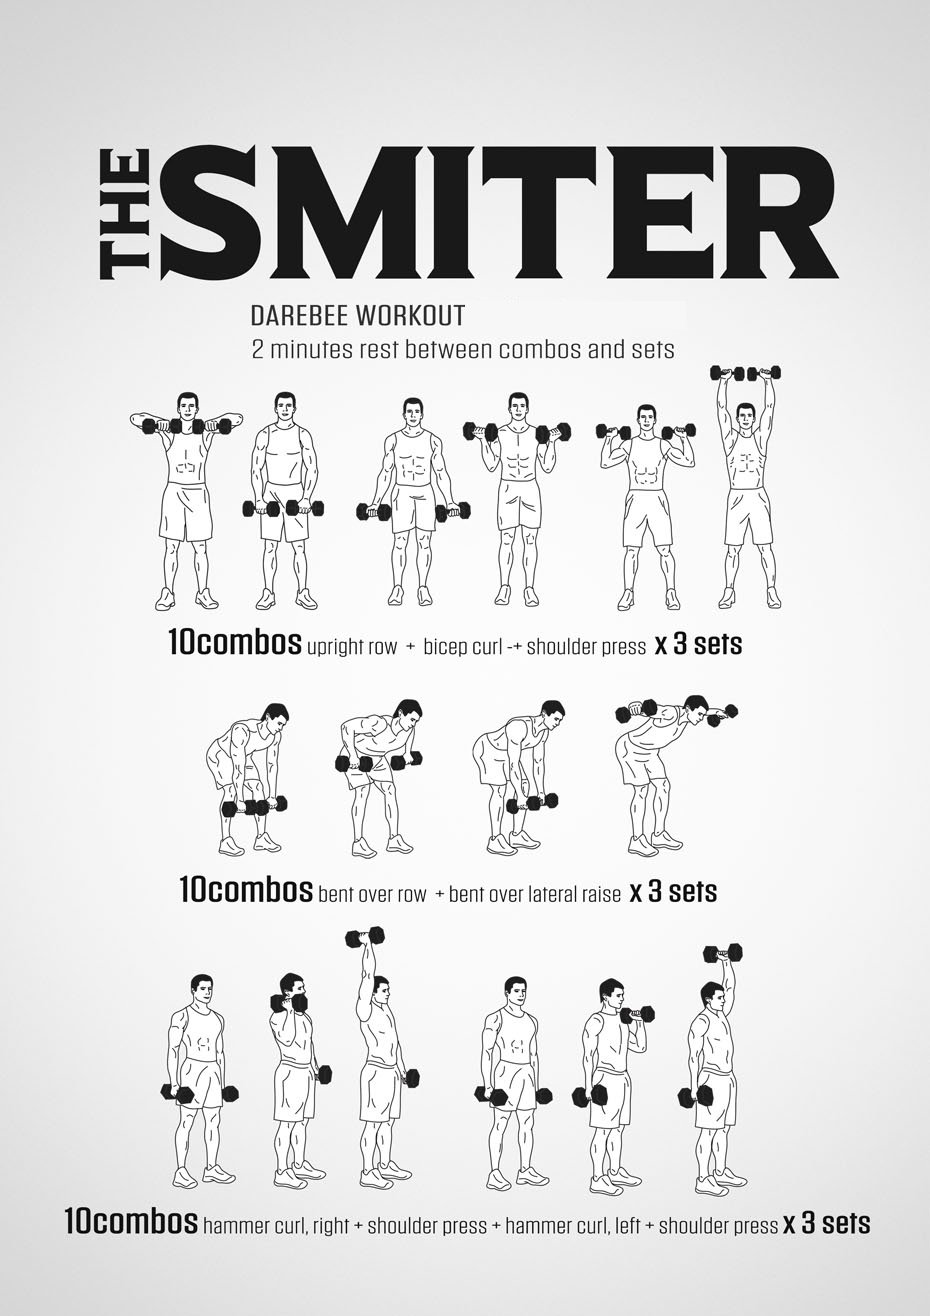 THE SMITER
DAREBEE WORKOUT
2 minutes rest between combos and sets
10combos upright row + bicep curl -+ shoulder press x 3 sets
10combos bent over row + bent over lateral raise x 3 sets
10combos hammer curl, right + shoulder press + hammer curl, left + shoulder press x 3 sets